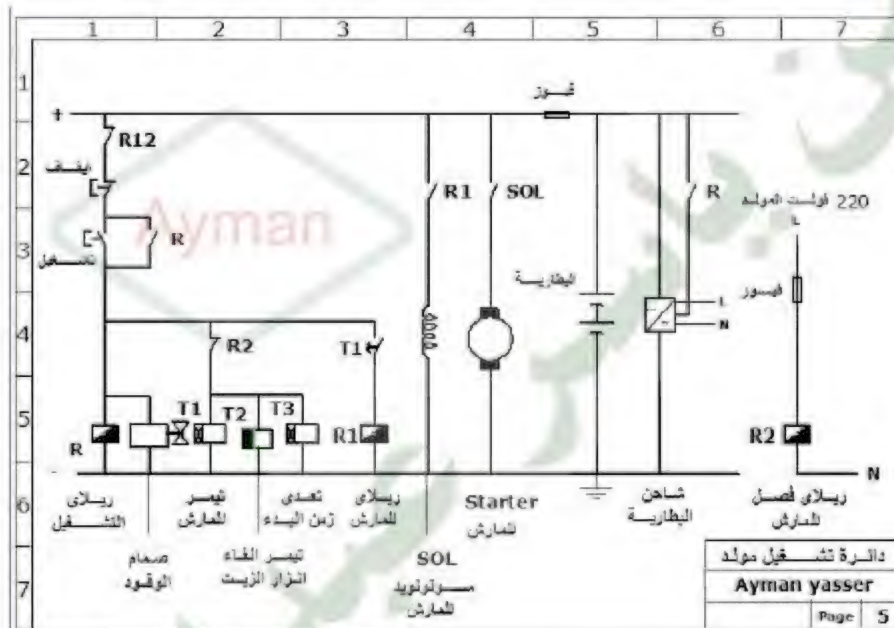 1 2 3 4 5 6 7
1
2
3
4
5
6
7
فيوز
+
R12
ايقاف
R1
SOL
R
220 فولت المولد
L
Ayman
R
تشغيل
البطارية
فيوز
L
N
R2
T1
T1
T2
T3
R
R1
R2
-
N
ريلاي التشغيل
صمام الوقود
تيمر للمارش
تيمر الغاء انزار الزيت
تعدى زمن البدء
ريلاي للمارش
SOL
سولونويد للمارش
Starter
للمارش
شاحن البطارية
ريلاي فصل للمارش
دائرة تشغيل مولد
Ayman yasser
Page 5